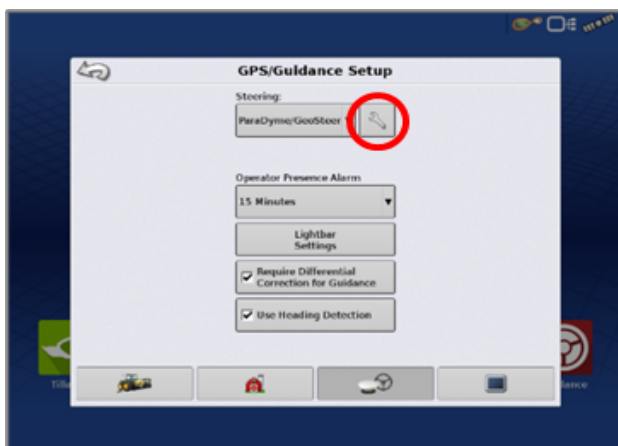 GPS/Guidance Setup
Steering:
ParaDyme/GeoSteer
Operator Presence Alarm
15 Minutes
Lightbar
Settings
Require Differential
Correction for Guidance
Use Heading Detection